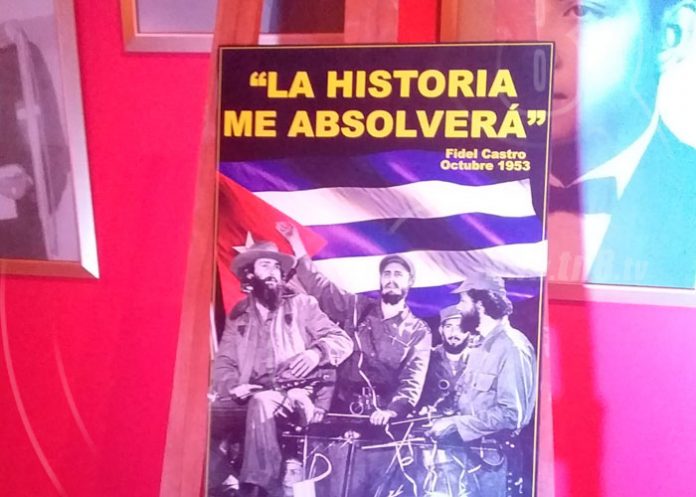 “LA HISTORIA
ME ABSOLVERÁ”
Fidel Castro
Octubre 1953